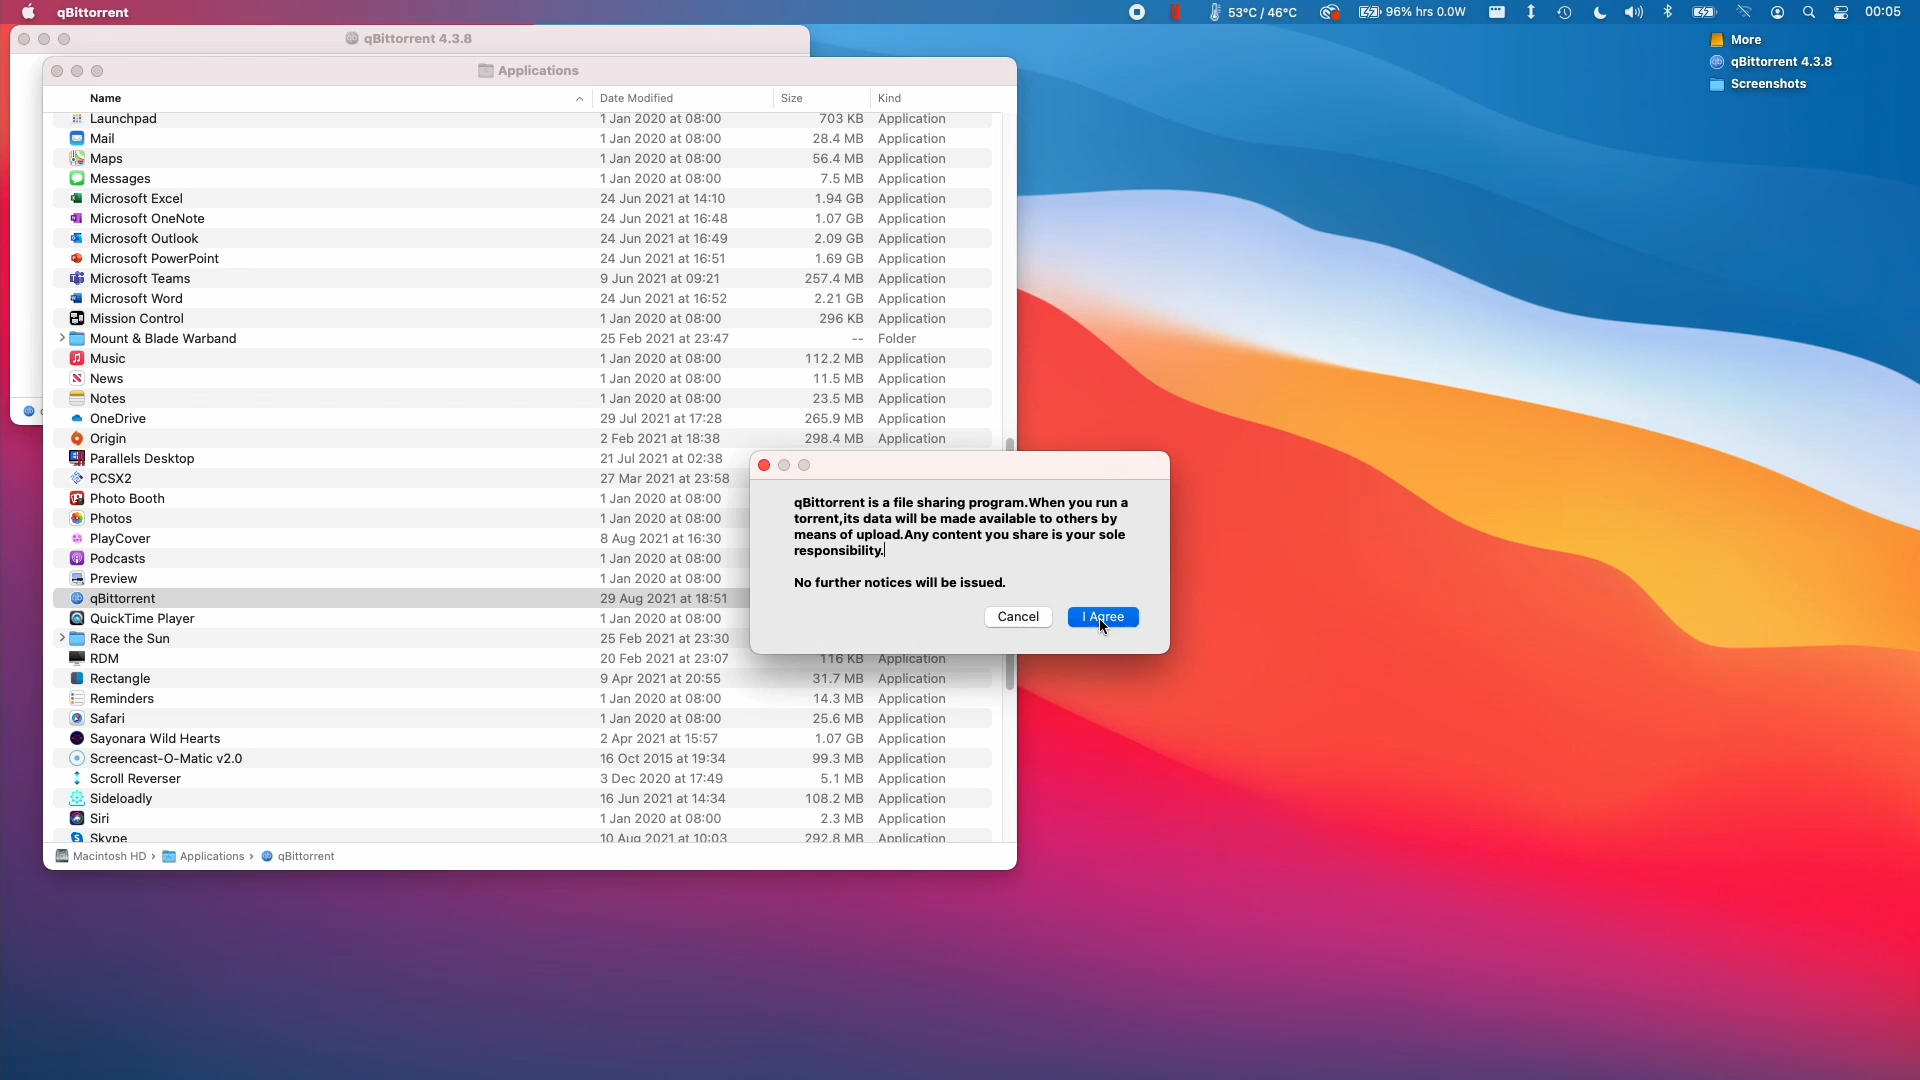 qBittorrent
53°C / 46°C
96% hrs 0.0W
00:05
qBittorrent 4.3.8
More
qBittorrent 4.3.8
Screenshots
Applications
Name Date Modified Size Kind
Launchpad 1 Jan 2020 at 08:00 703 KB Application
Mail 1 Jan 2020 at 08:00 28.4 MB Application
Maps 1 Jan 2020 at 08:00 56.4 MB Application
Messages 1 Jan 2020 at 08:00 7.5 MB Application
Microsoft Excel 24 Jun 2021 at 14:10 1.94 GB Application
Microsoft OneNote 24 Jun 2021 at 16:48 1.07 GB Application
Microsoft Outlook 24 Jun 2021 at 16:49 2.09 GB Application
Microsoft PowerPoint 24 Jun 2021 at 16:51 1.69 GB Application
Microsoft Teams 9 Jun 2021 at 09:21 257.4 MB Application
Microsoft Word 24 Jun 2021 at 16:52 2.21 GB Application
Mission Control 1 Jan 2020 at 08:00 296 KB Application
Mount & Blade Warband 25 Feb 2021 at 23:47 -- Folder
Music 1 Jan 2020 at 08:00 112.2 MB Application
News 1 Jan 2020 at 08:00 11.5 MB Application
Notes 1 Jan 2020 at 08:00 23.5 MB Application
OneDrive 29 Jul 2021 at 17:28 265.9 MB Application
Origin 2 Feb 2021 at 18:38 298.4 MB Application
Parallels Desktop 21 Jul 2021 at 02:38
PCSX2 27 Mar 2021 at 23:58
Photo Booth 1 Jan 2020 at 08:00
Photos 1 Jan 2020 at 08:00
PlayCover 8 Aug 2021 at 16:30
Podcasts 1 Jan 2020 at 08:00
Preview 1 Jan 2020 at 08:00
qBittorrent 29 Aug 2021 at 18:51
QuickTime Player 1 Jan 2020 at 08:00
Race the Sun 25 Feb 2021 at 23:30
RDM 20 Feb 2021 at 23:07 116 KB Application
Rectangle 9 Apr 2021 at 20:55 31.7 MB Application
Reminders 1 Jan 2020 at 08:00 14.3 MB Application
Safari 1 Jan 2020 at 08:00 25.6 MB Application
Sayonara Wild Hearts 2 Apr 2021 at 15:57 1.07 GB Application
Screencast-O-Matic v2.0 16 Oct 2015 at 19:34 99.3 MB Application
Scroll Reverser 3 Dec 2020 at 17:49 5.1 MB Application
Sideloadly 16 Jun 2021 at 14:34 108.2 MB Application
Siri 1 Jan 2020 at 08:00 2.3 MB Application
Skype 10 Aug 2021 at 10:03 292.8 MB Application
Macintosh HD › Applications › qBittorrent
qBittorrent is a file sharing program.When you run a
torrent,its data will be made available to others by
means of upload.Any content you share is your sole
responsibility.
No further notices will be issued.
Cancel
I Agree